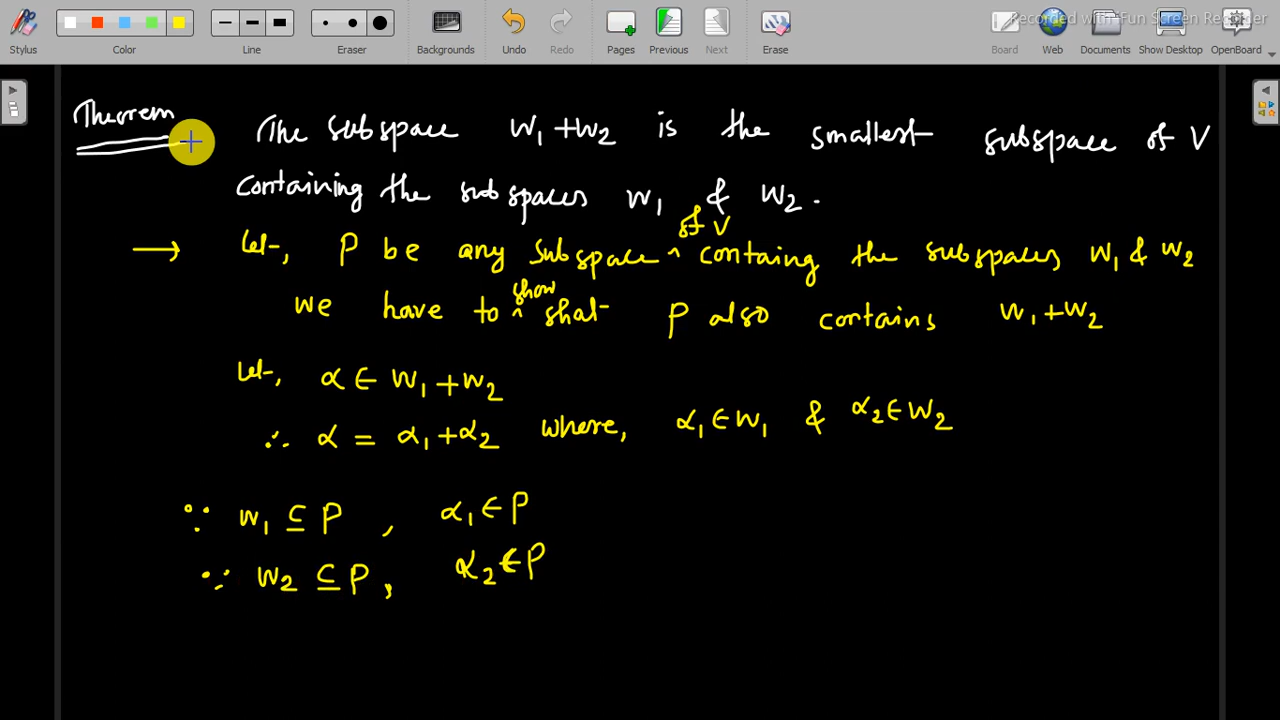 Stylus Color Line Eraser Backgrounds Undo Redo Pages Previous Next Erase Board Web Documents Show Desktop OpenBoard
Recorded with iFun Screen Recorder
Theorem The subspace W1+W2 is the smallest subspace of V
Containing the subspaces W1 & W2.
→ Let, P be any subspace ^ of V containg the subspaces W1 & W2
we have to ^ show that P also contains W1+W2
Let, α ∈ W1+W2
∴ α = α1+α2 where, α1 ∈ W1 & α2 ∈ W2
∵ W1 ⊆ P , α1 ∈ P
∵ W2 ⊆ P, α2 ∈ P